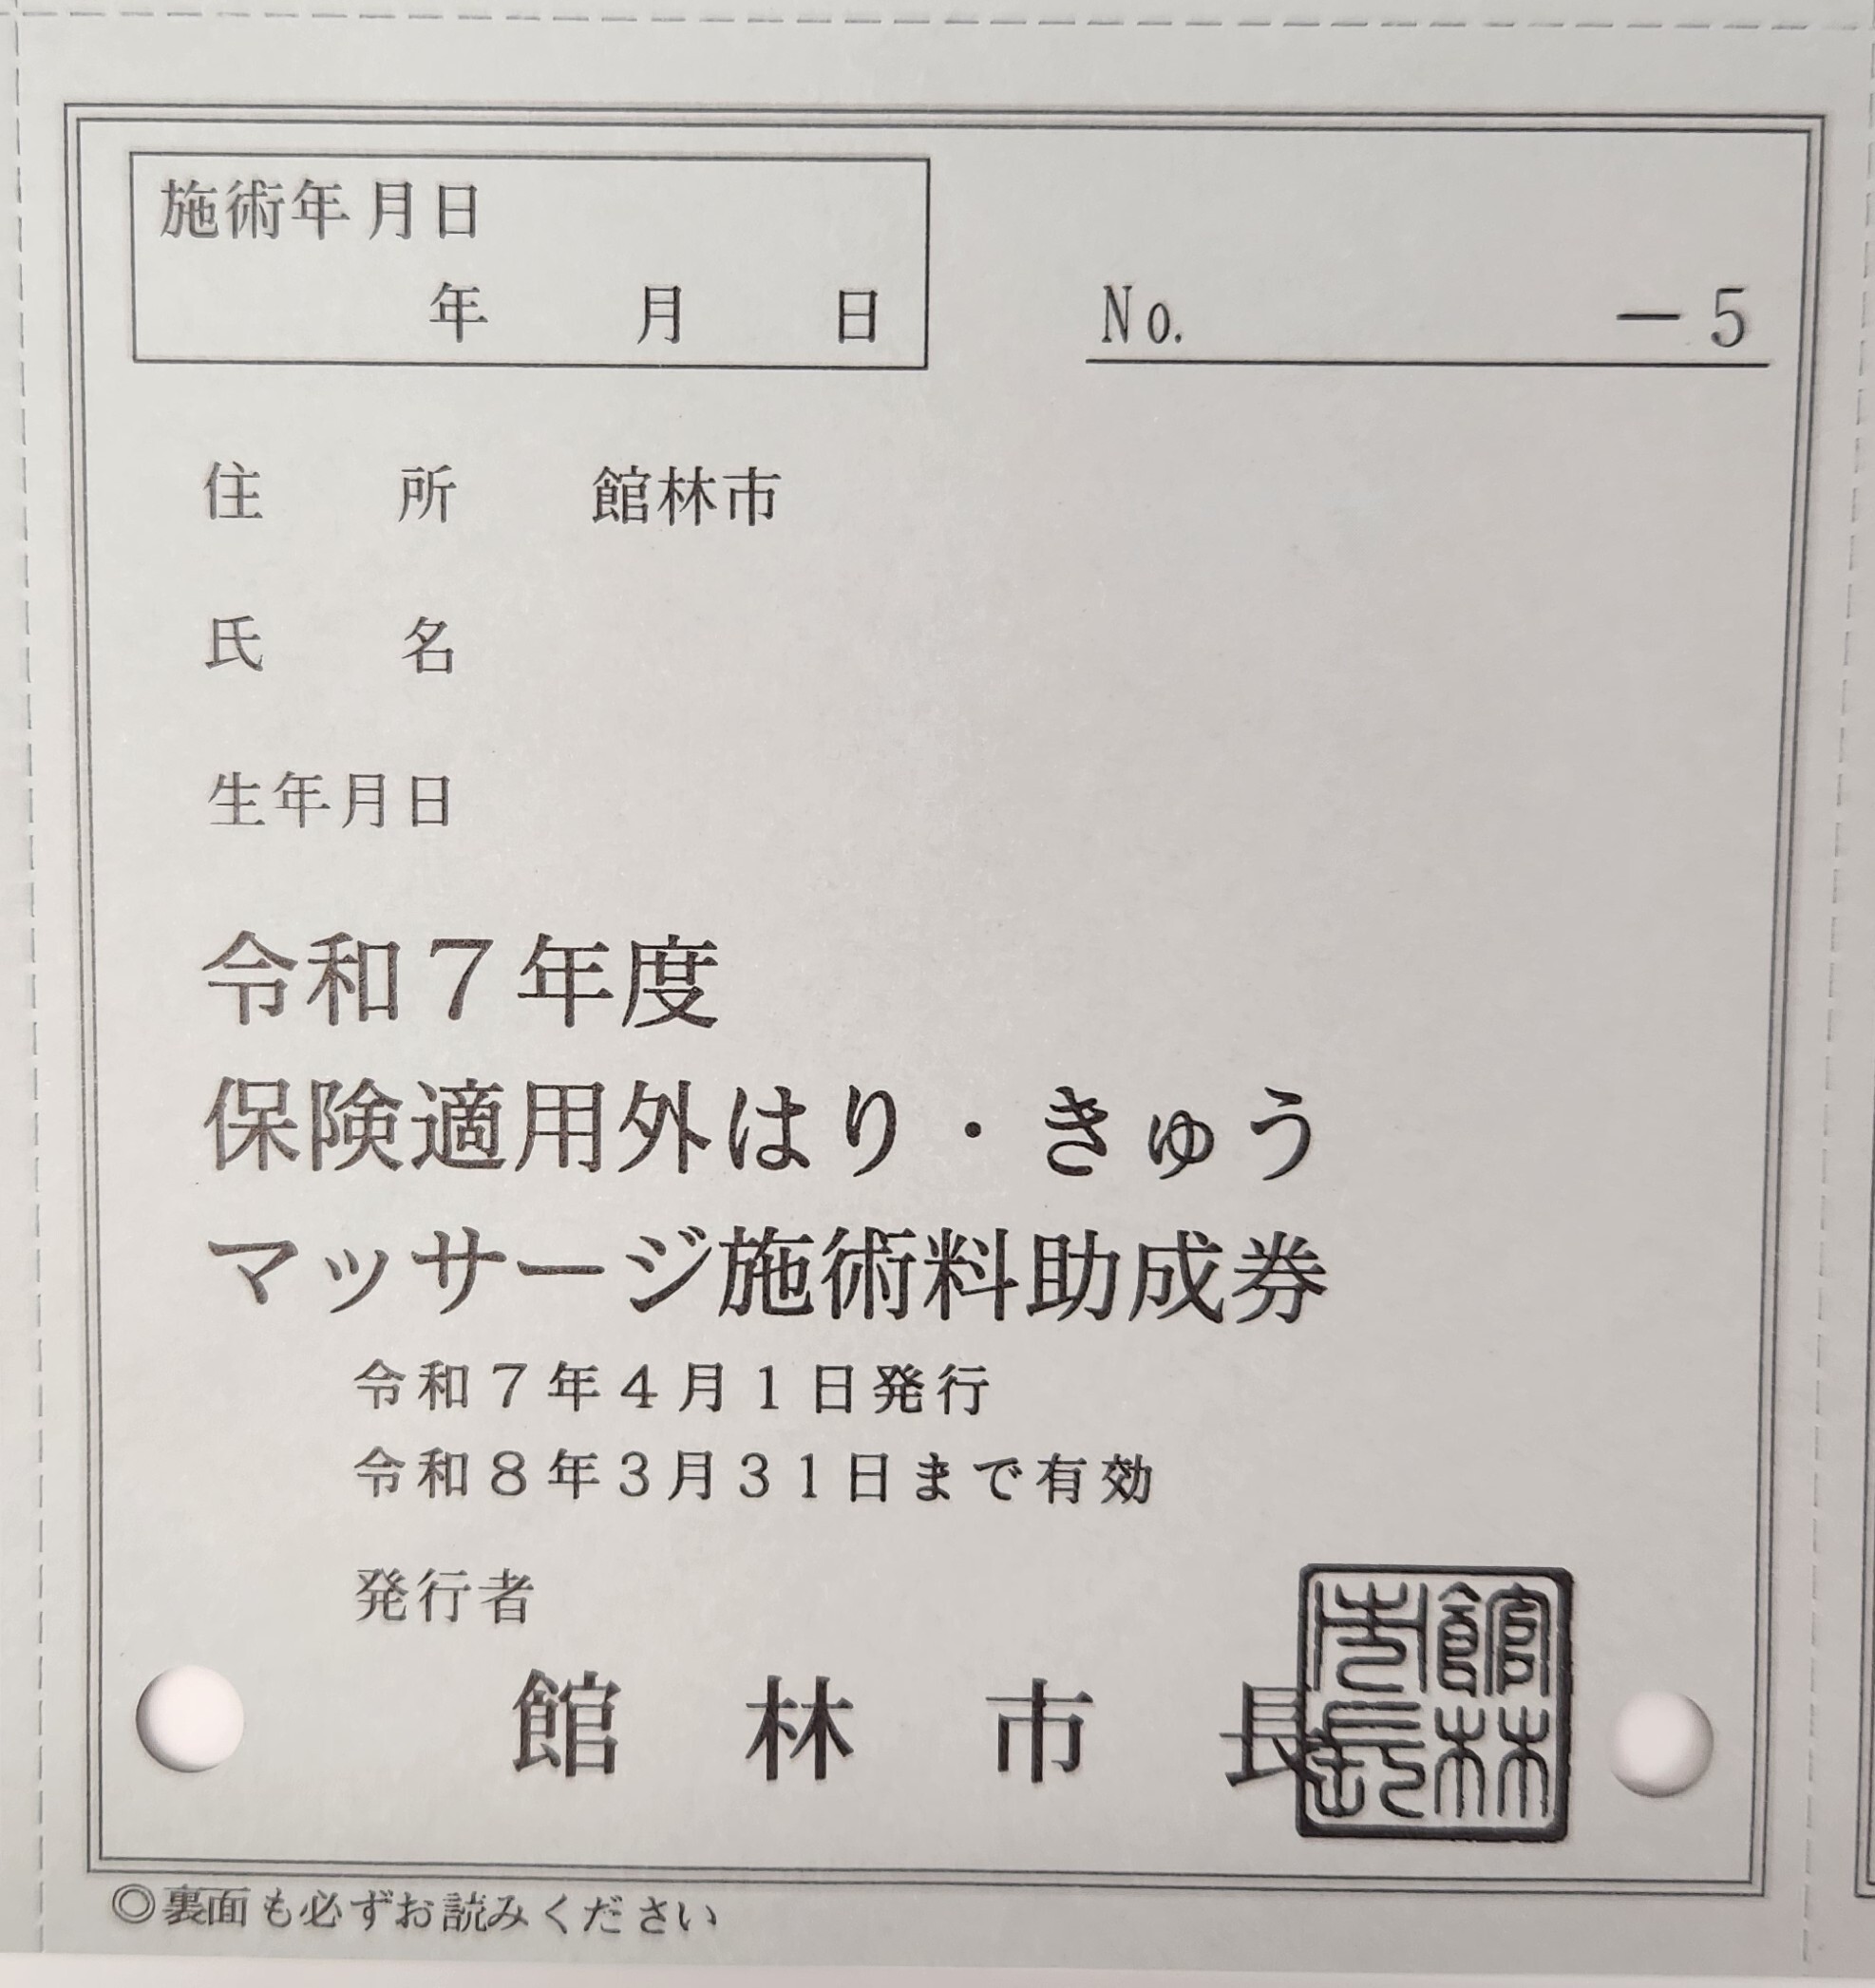 施術年月日
年 月 日
No. －5
住 所 館林市
氏 名
生年月日
令和７年度
保険適用外はり・きゅう
マッサージ施術料助成券
令和７年４月１日発行
令和８年３月３１日まで有効
発行者
館 林 市 長
館林市長
◎裏面も必ずお読みください